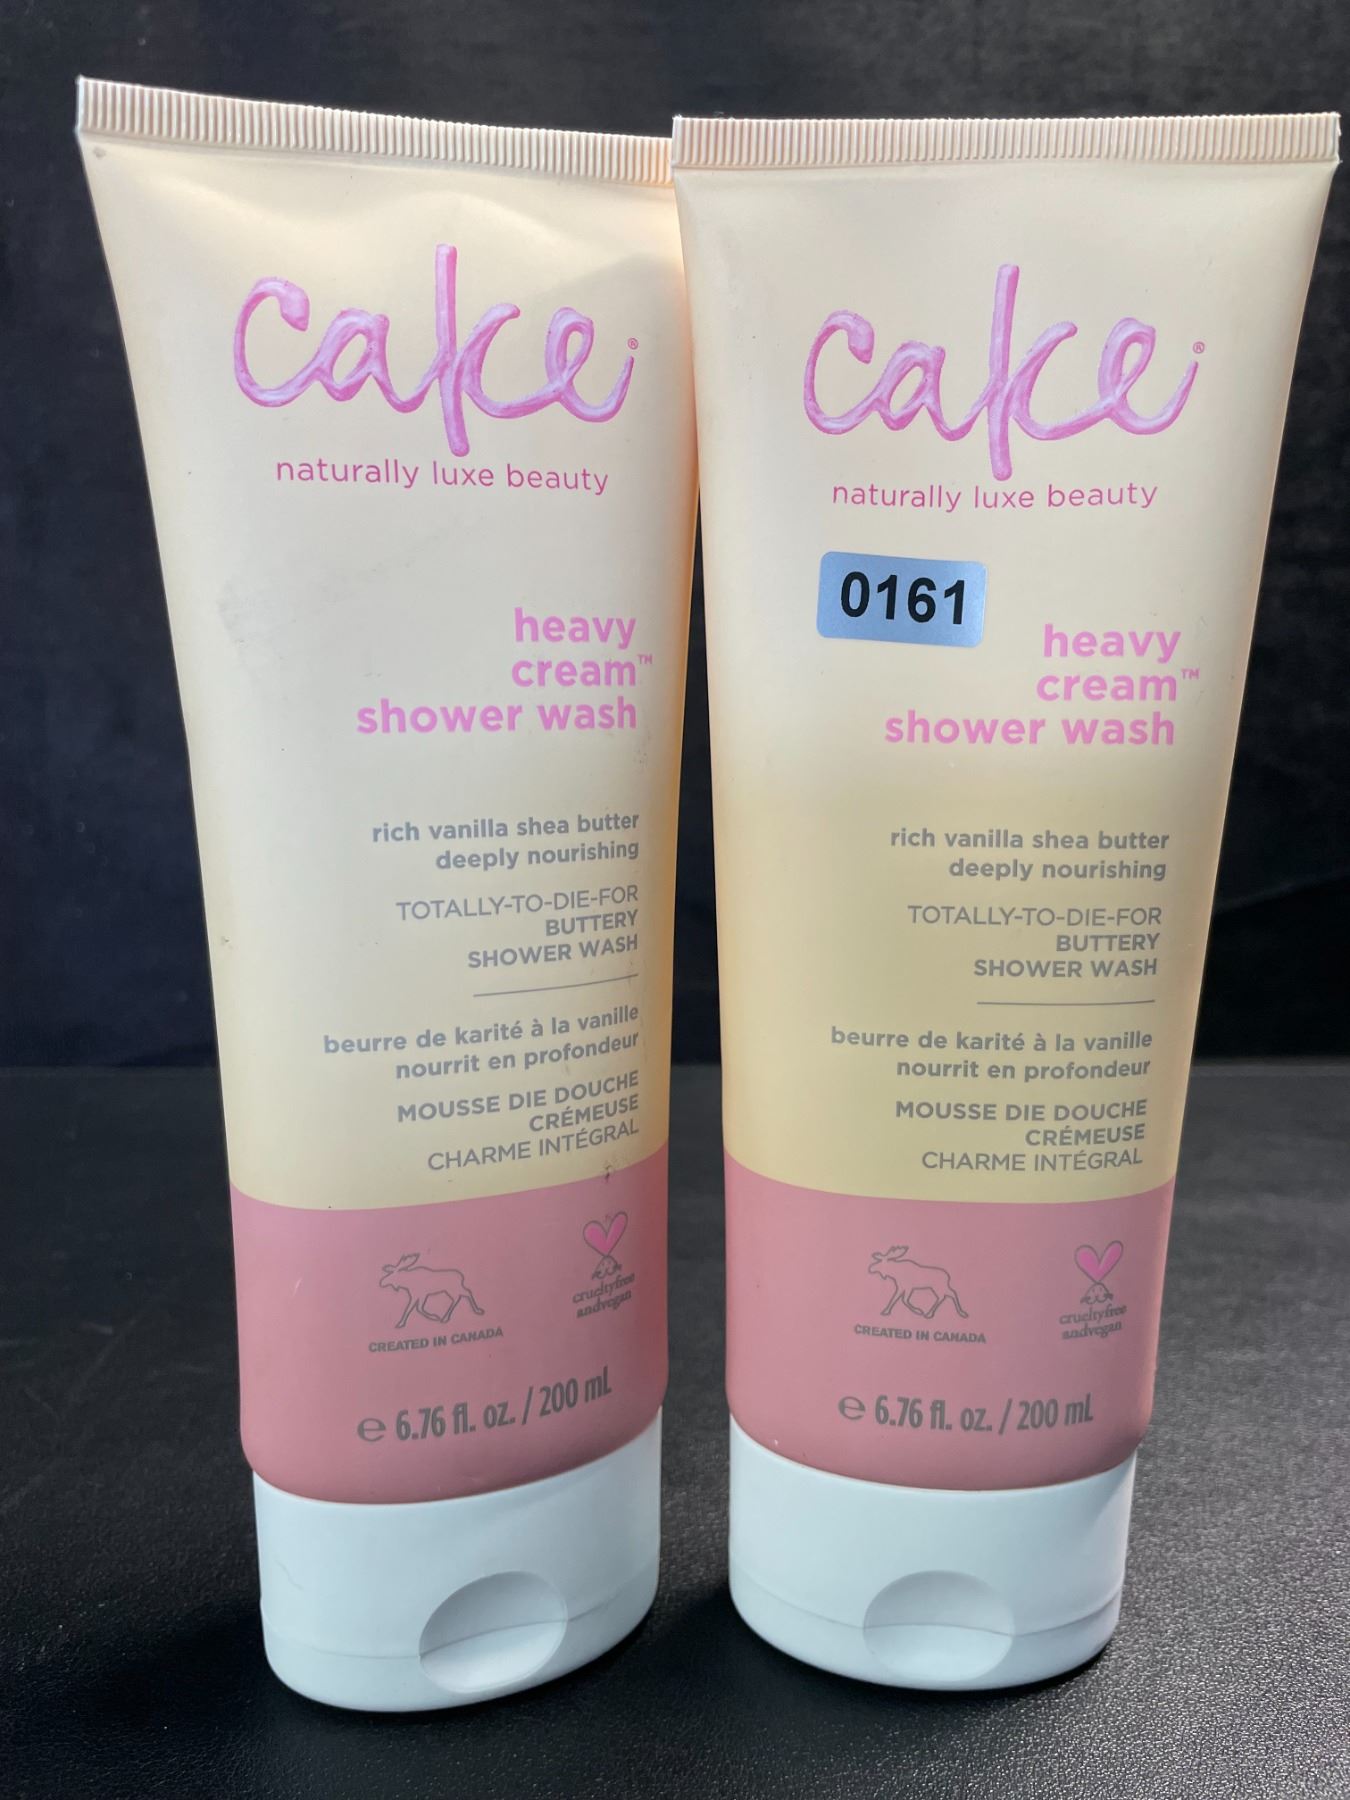 cake®
naturally luxe beauty
heavy
cream™
shower wash
rich vanilla shea butter
deeply nourishing
TOTALLY-TO-DIE-FOR
BUTTERY
SHOWER WASH
beurre de karité à la vanille
nourrit en profondeur
MOUSSE DIE DOUCHE
CRÉMEUSE
CHARME INTÉGRAL
CREATED IN CANADA
crueltyfree
andvegan
℮ 6.76 fl. oz. / 200 mL
cake®
naturally luxe beauty
0161
heavy
cream™
shower wash
rich vanilla shea butter
deeply nourishing
TOTALLY-TO-DIE-FOR
BUTTERY
SHOWER WASH
beurre de karité à la vanille
nourrit en profondeur
MOUSSE DIE DOUCHE
CRÉMEUSE
CHARME INTÉGRAL
CREATED IN CANADA
crueltyfree
andvegan
℮ 6.76 fl. oz. / 200 mL